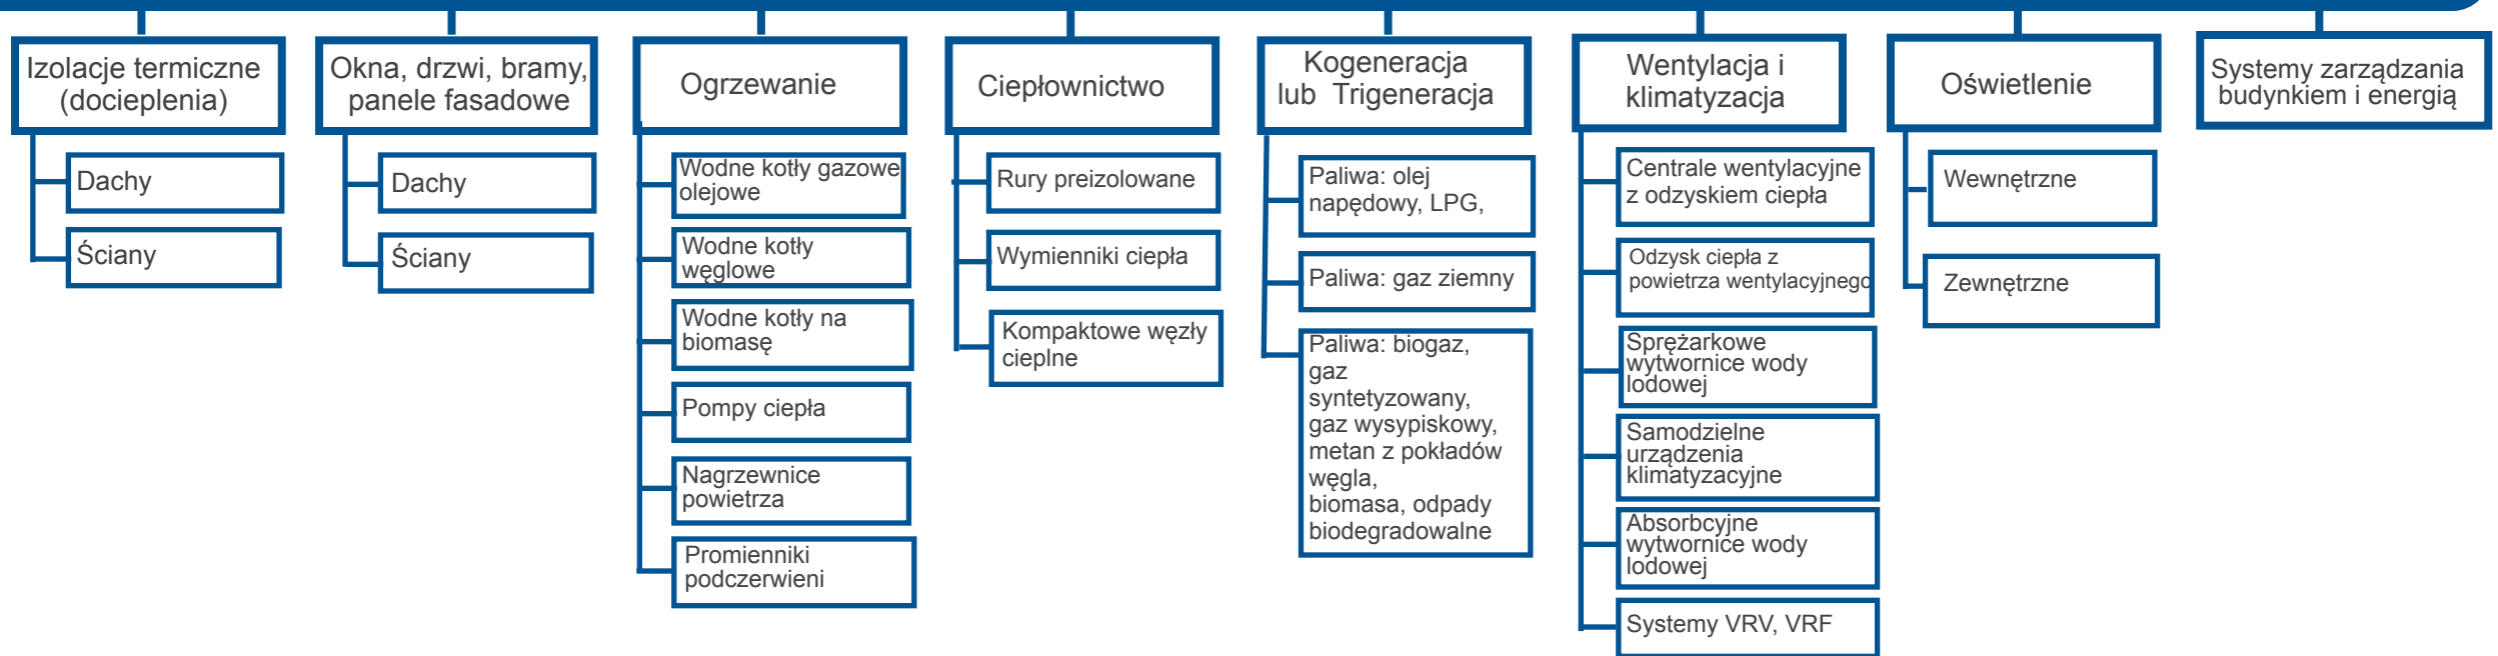 Izolacje termiczne
(docieplenia)
Dachy
Ściany
Okna, drzwi, bramy,
panele fasadowe
Dachy
Ściany
Ogrzewanie
Wodne kotły gazowe
olejowe
Wodne kotły
węglowe
Wodne kotły na
biomasę
Pompy ciepła
Nagrzewnice
powietrza
Promienniki
podczerwieni
Ciepłownictwo
Rury preizolowane
Wymienniki ciepła
Kompaktowe węzły
cieplne
Kogeneracja
lub Trigeneracja
Paliwa: olej
napędowy, LPG,
Paliwa: gaz ziemny
Paliwa: biogaz,
gaz
syntetyzowany,
gaz wysypiskowy,
metan z pokładów
węgla,
biomasa, odpady
biodegradowalne
Wentylacja i
klimatyzacja
Centrale wentylacyjne
z odzyskiem ciepła
Odzysk ciepła z
powietrza wentylacyjnego
Sprężarkowe
wytwornice wody
lodowej
Samodzielne
urządzenia
klimatyzacyjne
Absorbcyjne
wytwornice wody
lodowej
Systemy VRV, VRF
Oświetlenie
Wewnętrzne
Zewnętrzne
Systemy zarządzania
budynkiem i energią